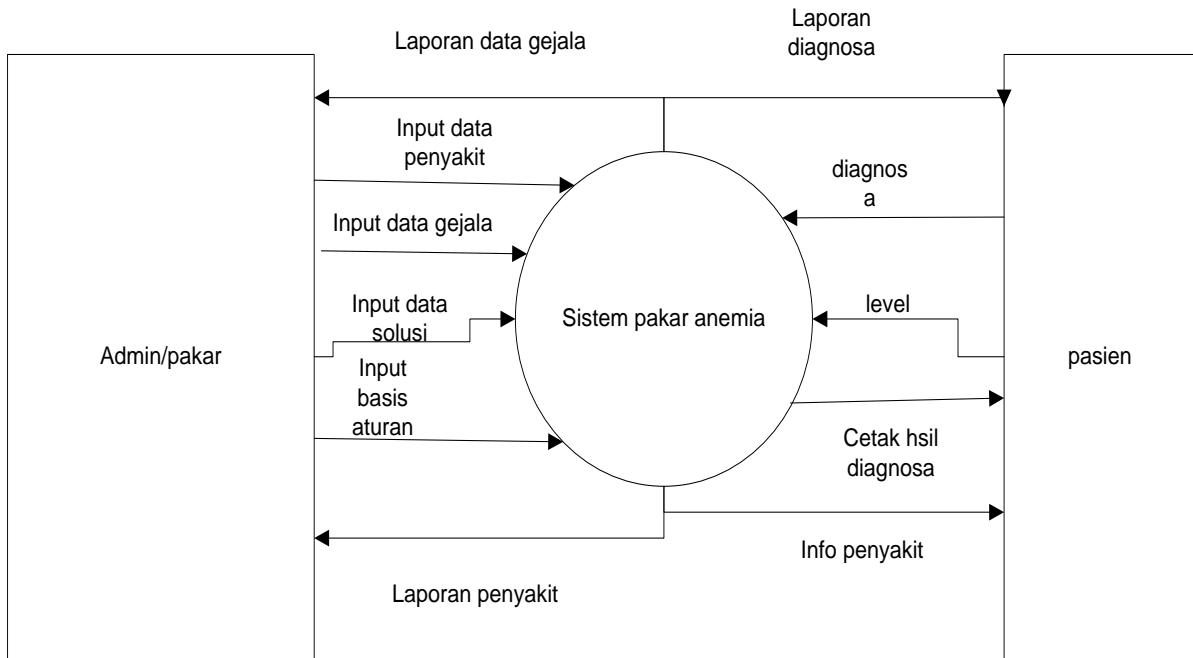 Laporan data gejala
Laporan
diagnosa
Input data
penyakit
diagnos
a
Input data gejala
Input data
solusi
Sistem pakar anemia
level
Admin/pakar
pasien
Input
basis
aturan
Cetak hsil
diagnosa
Info penyakit
Laporan penyakit